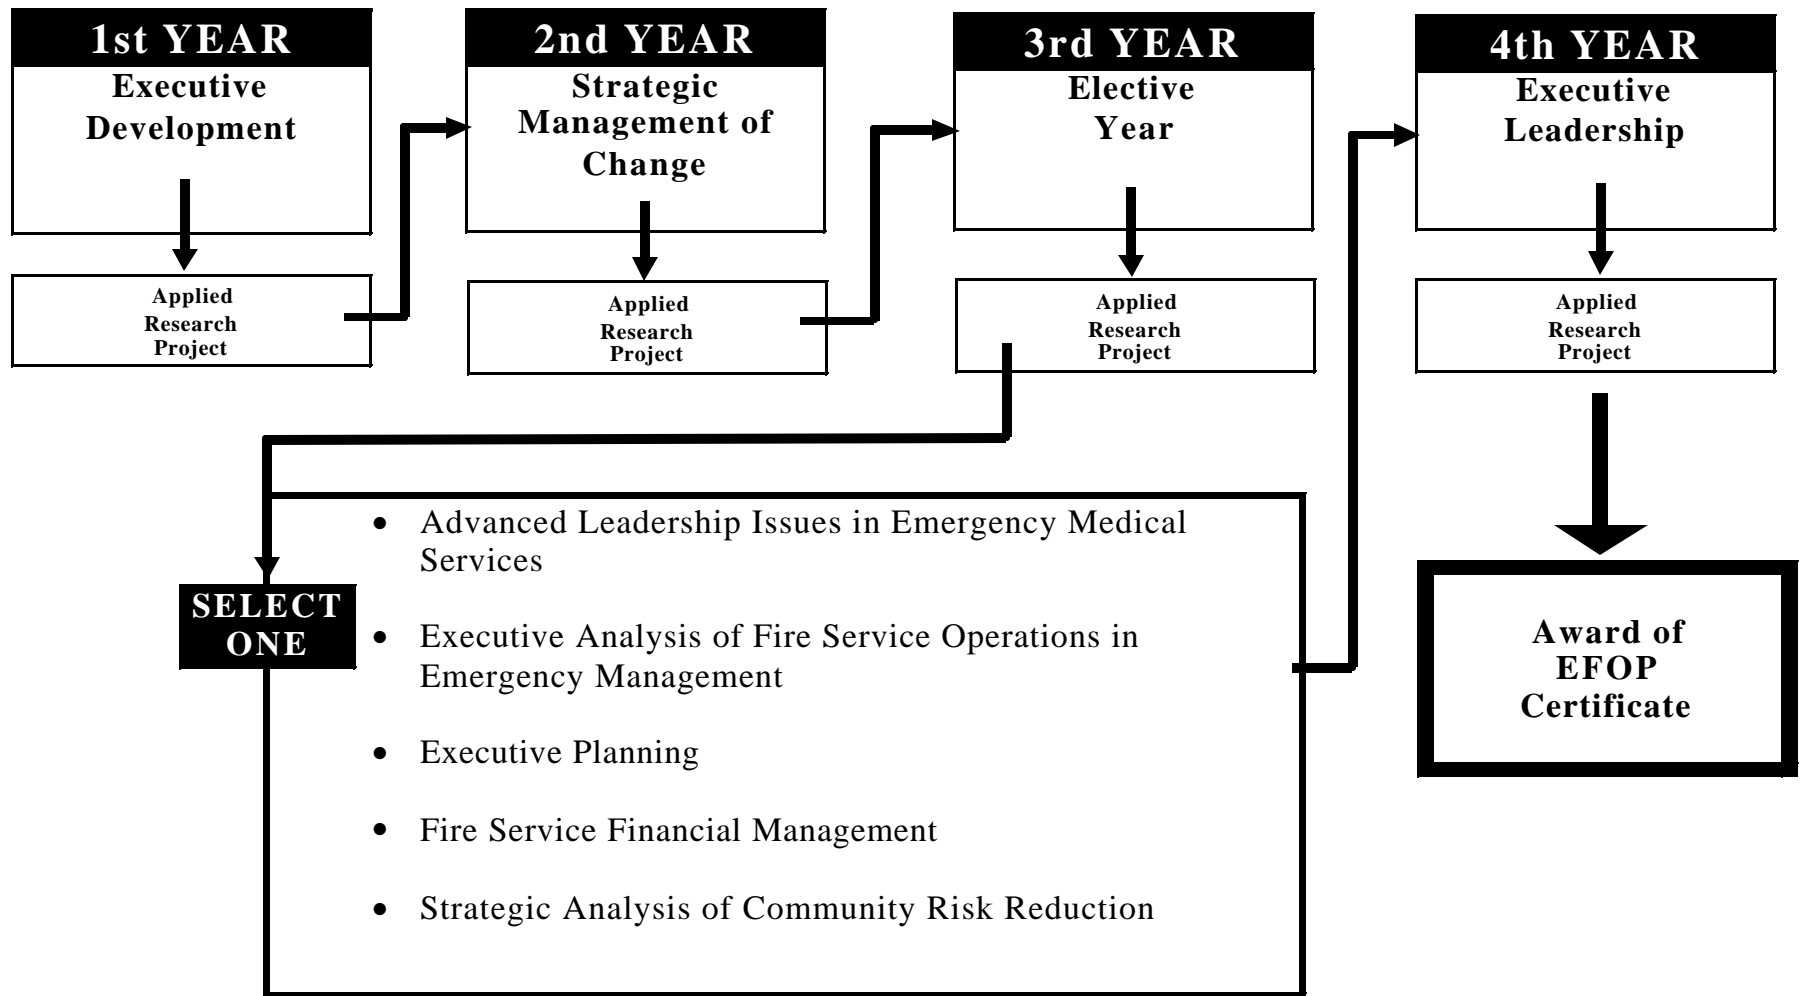 1st YEAR
Executive
Development
Applied
Research
Project
2nd YEAR
Strategic
Management of
Change
Applied
Research
Project
3rd YEAR
Elective
Year
Applied
Research
Project
SELECT
ONE
• Advanced Leadership Issues in Emergency Medical
Services
• Executive Analysis of Fire Service Operations in
Emergency Management
• Executive Planning
• Fire Service Financial Management
• Strategic Analysis of Community Risk Reduction
4th YEAR
Executive
Leadership
Applied
Research
Project
Award of
EFOP
Certificate